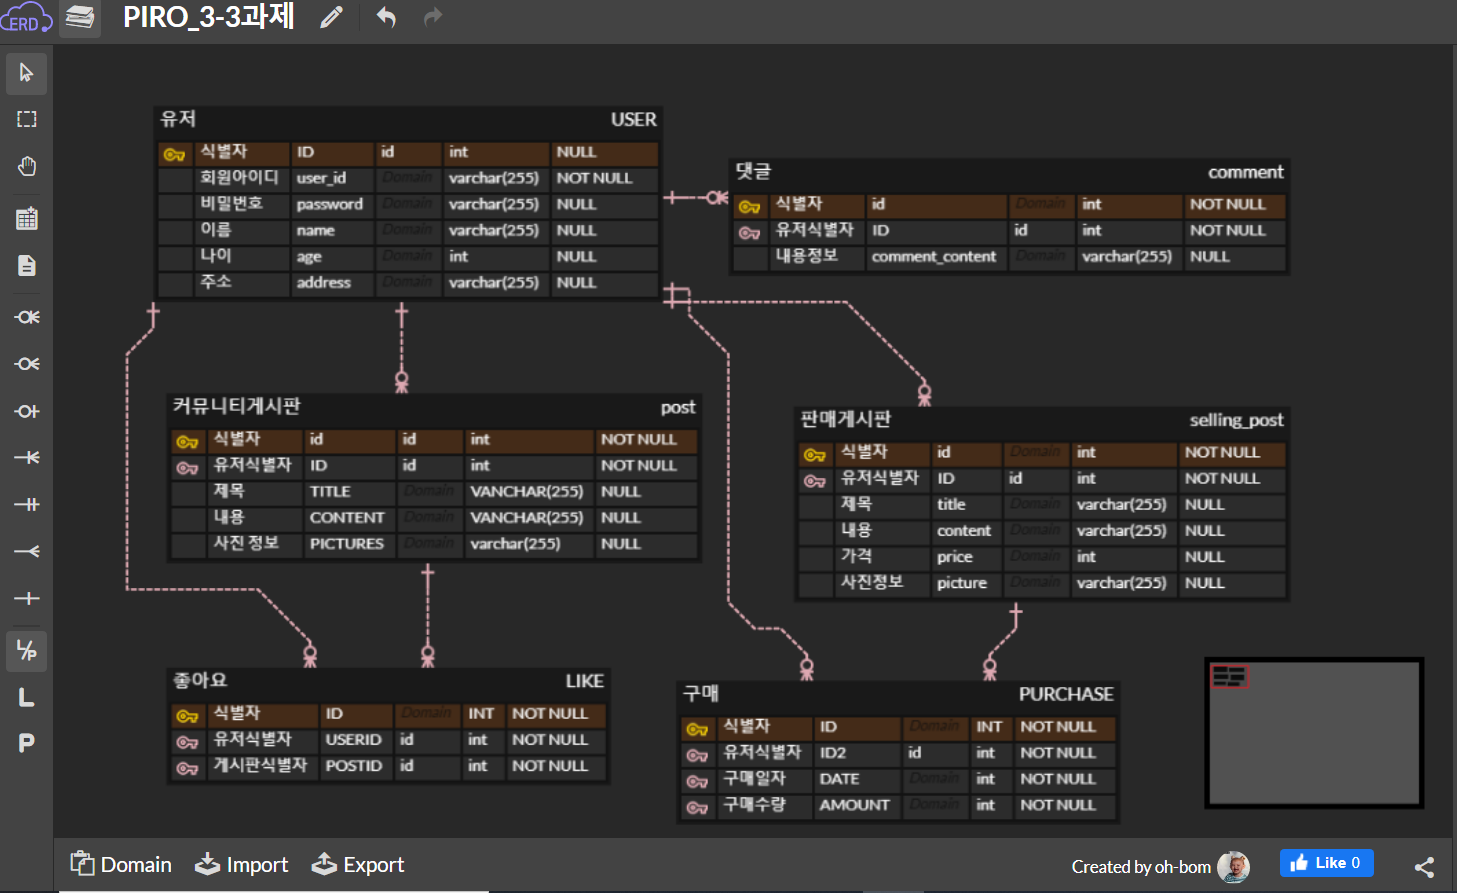 ERD
PIRO_3-3과제
유저 USER
식별자 ID id int NULL
회원아이디 user_id Domain varchar(255) NOT NULL
비밀번호 password Domain varchar(255) NULL
이름 name Domain varchar(255) NULL
나이 age Domain int NULL
주소 address Domain varchar(255) NULL
댓글 comment
식별자 id Domain int NOT NULL
유저식별자 ID id int NOT NULL
내용정보 comment_content Domain varchar(255) NULL
커뮤니티게시판 post
식별자 id id int NOT NULL
유저식별자 ID id int NOT NULL
제목 TITLE Domain VANCHAR(255) NULL
내용 CONTENT Domain VANCHAR(255) NULL
사진 정보 PICTURES Domain varchar(255) NULL
판매게시판 selling_post
식별자 id Domain int NOT NULL
유저식별자 ID id int NOT NULL
제목 title Domain varchar(255) NULL
내용 content Domain varchar(255) NULL
가격 price Domain int NULL
사진정보 picture Domain varchar(255) NULL
좋아요 LIKE
식별자 ID Domain INT NOT NULL
유저식별자 USERID id int NOT NULL
게시판식별자 POSTID id int NOT NULL
구매 PURCHASE
식별자 ID Domain INT NOT NULL
유저식별자 ID2 id int NOT NULL
구매일자 DATE Domain int NOT NULL
구매수량 AMOUNT Domain int NOT NULL
L/P
L
P
Domain Import Export
Created by oh-bom
Like 0